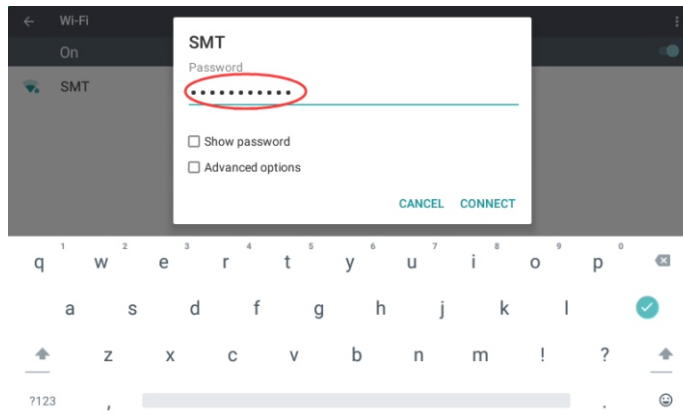 Wi-Fi
On
SMT
SMT
Password
•••••••••••
Show password
Advanced options
CANCEL CONNECT
1 2 3 4 5 6 7 8 9 0
q w e r t y u i o p
a s d f g h j k l
z x c v b n m ! ?
?123 , .